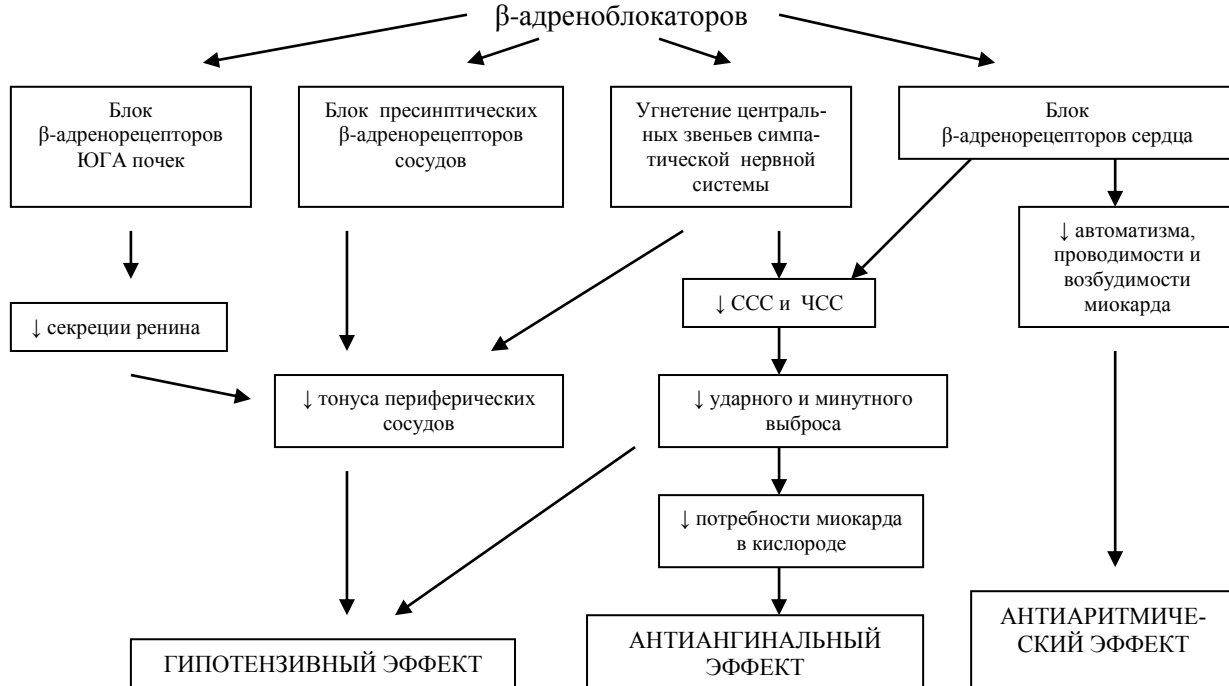 β-адреноблокаторов
Блок
β-адренорецепторов
ЮГА почек
Блок пресинптических
β-адренорецепторов
сосудов
Угнетение централь-
ных звеньев симпа-
тической нервной
системы
Блок
β-адренорецепторов сердца
↓ автоматизма,
проводимости и
возбудимости
миокарда
↓ секреции ренина
↓ ССС и ЧСС
↓ тонуса периферических
сосудов
↓ ударного и минутного
выброса
↓ потребности миокарда
в кислороде
ГИПОТЕНЗИВНЫЙ ЭФФЕКТ
АНТИАНГИНАЛЬНЫЙ
ЭФФЕКТ
АНТИАРИТМИЧЕ-
СКИЙ ЭФФЕКТ